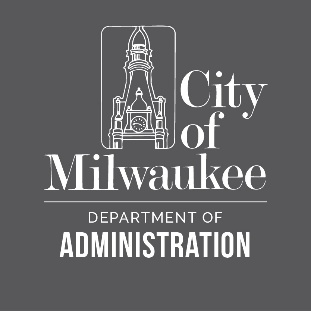 City
of
Milwaukee
DEPARTMENT OF
ADMINISTRATION